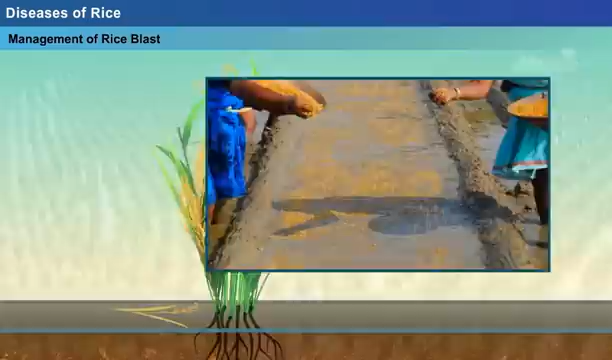 Diseases of Rice
Management of Rice Blast